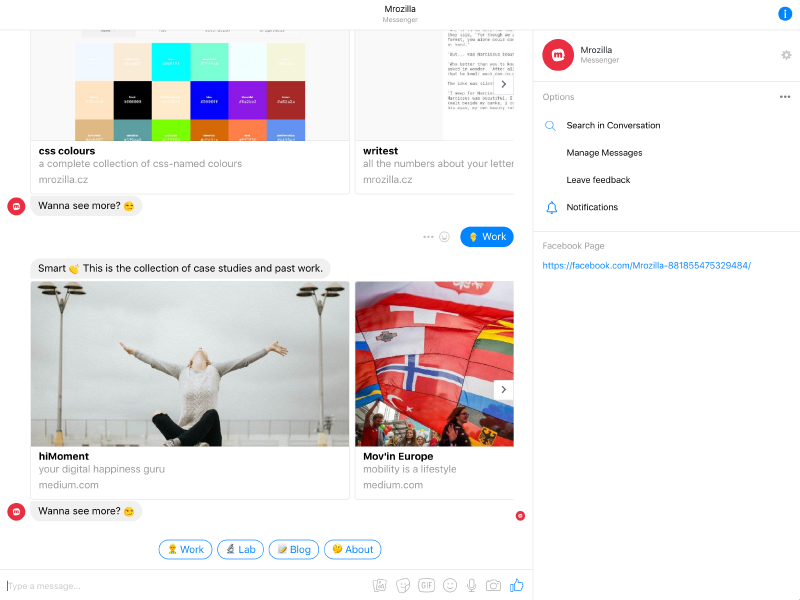 Mrozilla
Messenger
css colours
a complete collection of css-named colours
mrozilla.cz
writest
all the numbers about your letter
mrozilla.cz
Wanna see more?
Work
Smart This is the collection of case studies and past work.
hiMoment
your digital happiness guru
medium.com
Mov'in Europe
mobility is a lifestyle
medium.com
Wanna see more?
Work
Lab
Blog
About
Type a message...
GIF
Mrozilla
Messenger
Options
Search in Conversation
Manage Messages
Leave feedback
Notifications
Facebook Page
https://facebook.com/Mrozilla-881855475329484/